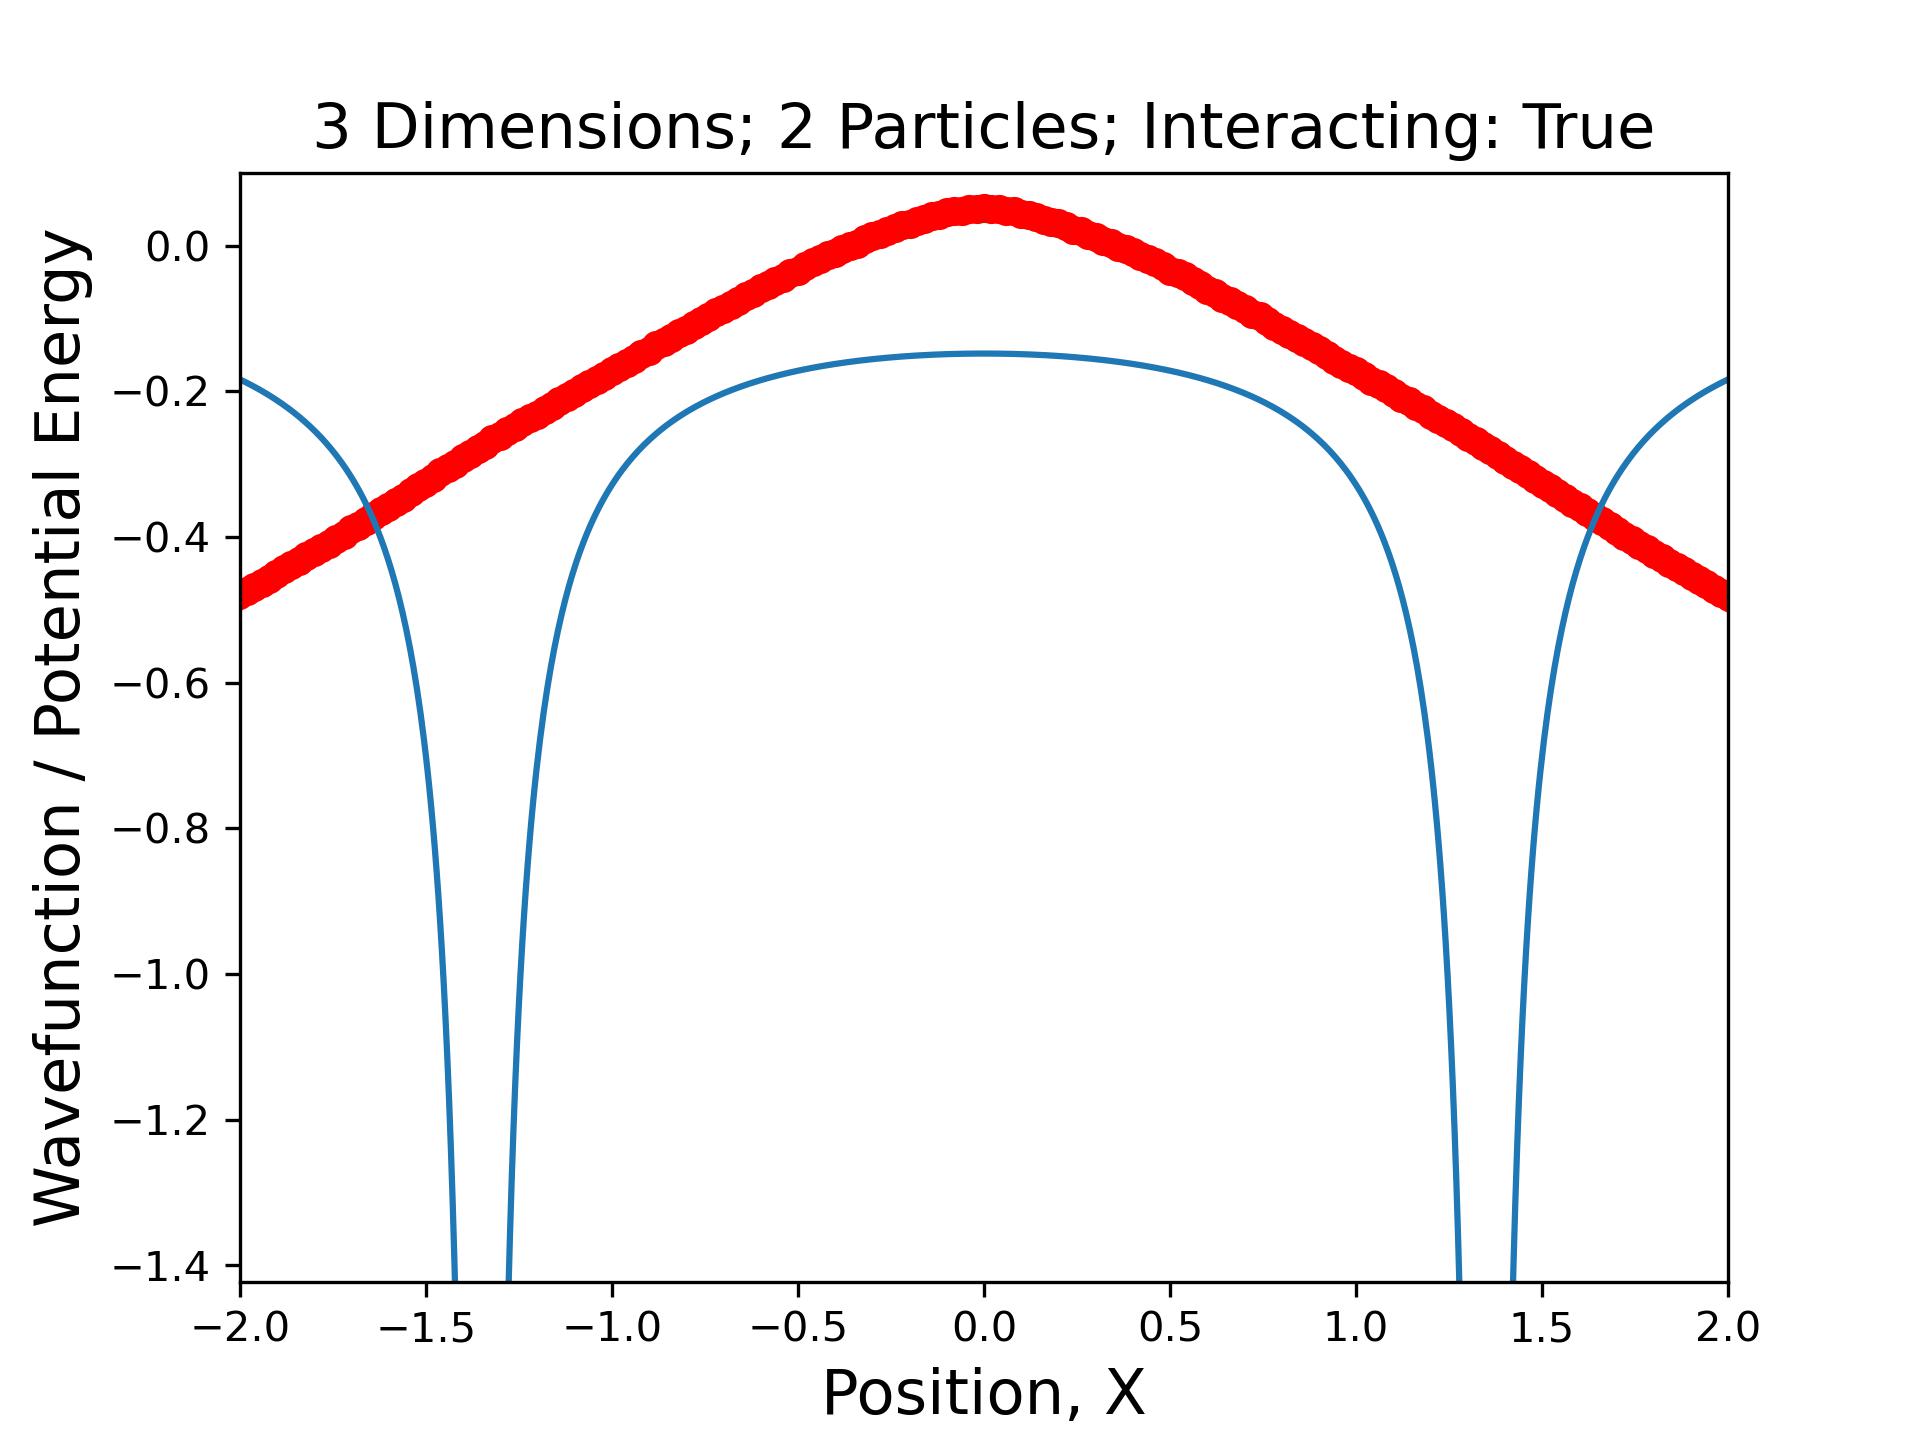 3 Dimensions; 2 Particles; Interacting: True
Wavefunction / Potential Energy
0.0
−0.2
−0.4
−0.6
−0.8
−1.0
−1.2
−1.4
−2.0 −1.5 −1.0 −0.5 0.0 0.5 1.0 1.5 2.0
Position, X